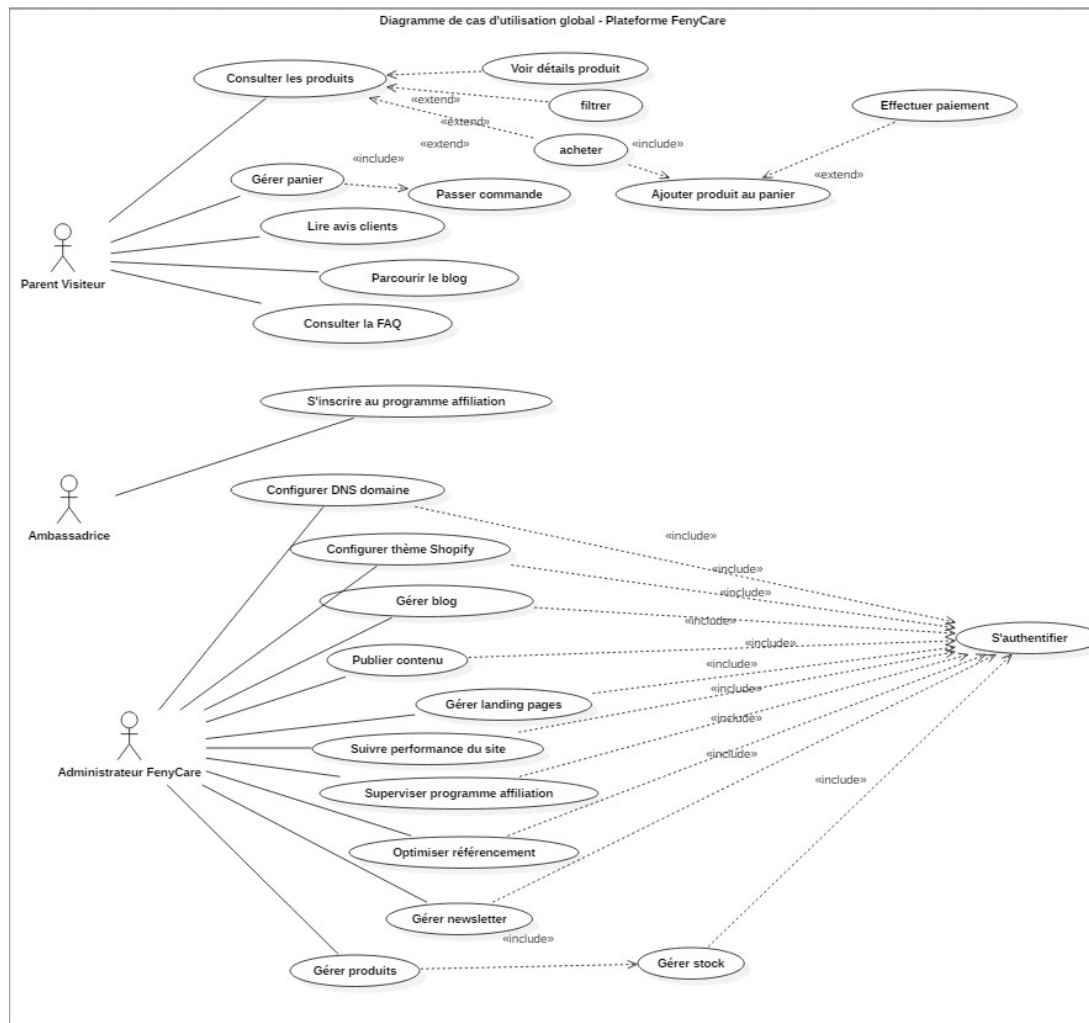 Diagramme de cas d'utilisation global - Plateforme FenyCare
Voir détails produit
Consulter les produits
«extend»
filtrer
Effectuer paiement
«extend»
«extend»
acheter
«include»
«include»
Gérer panier
Passer commande
Ajouter produit au panier
«extend»
Lire avis clients
Parent Visiteur
Parcourir le blog
Consulter la FAQ
S'inscrire au programme affiliation
Ambassadrice
Configurer DNS domaine
«include»
Configurer thème Shopify
«include»
«include»
Gérer blog
«include»
S'authentifier
«include»
Publier contenu
«include»
«include»
Gérer landing pages
«include»
Suivre performance du site
«include»
Administrateur FenyCare
«include»
Superviser programme affiliation
Optimiser référencement
Gérer newsletter
«include»
Gérer produits
Gérer stock